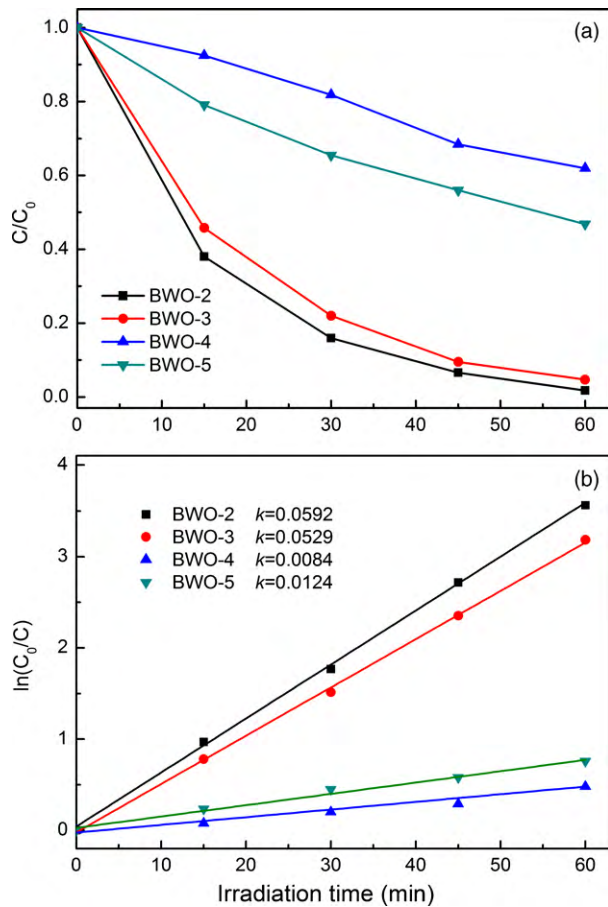 (a)
1.0
0.8
0.6
0.4
0.2
0.0
C/C₀
BWO-2
BWO-3
BWO-4
BWO-5
0 10 20 30 40 50 60
(b)
4
3
2
1
0
ln(C₀/C)
BWO-2 k=0.0592
BWO-3 k=0.0529
BWO-4 k=0.0084
BWO-5 k=0.0124
0 10 20 30 40 50 60
Irradiation time (min)